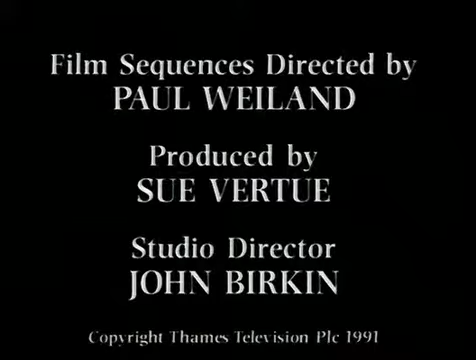 Film Sequences Directed by
PAUL WEILAND
Produced by
SUE VERTUE
Studio Director
JOHN BIRKIN
Copyright Thames Television Plc 1991